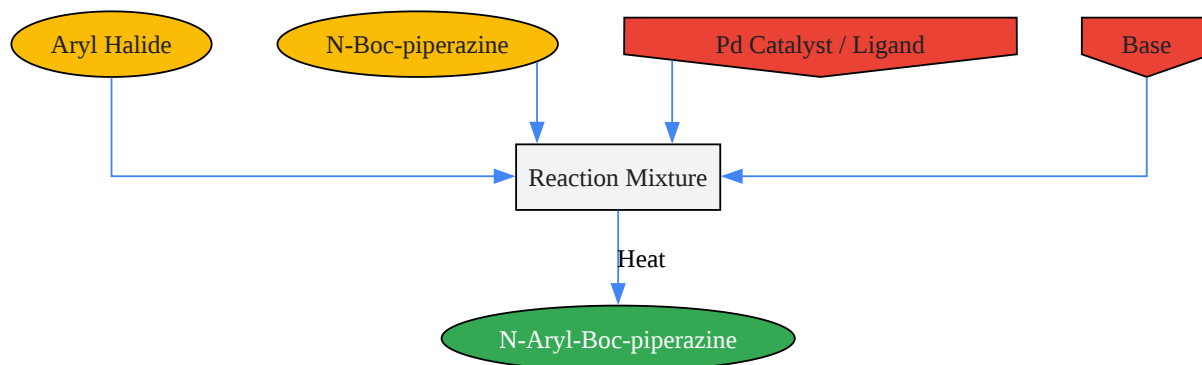 Aryl Halide
N-Boc-piperazine
Pd Catalyst / Ligand
Base
Reaction Mixture
Heat
N-Aryl-Boc-piperazine